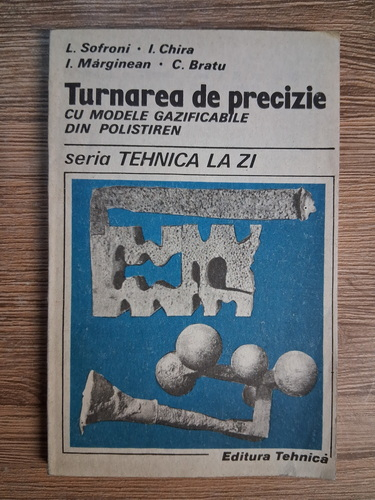 L. Sofroni · I. Chira
I. Mărginean · C. Bratu
Turnarea de precizie
CU MODELE GAZIFICABILE
DIN POLISTIREN
seria TEHNICA LA ZI
Editura Tehnică